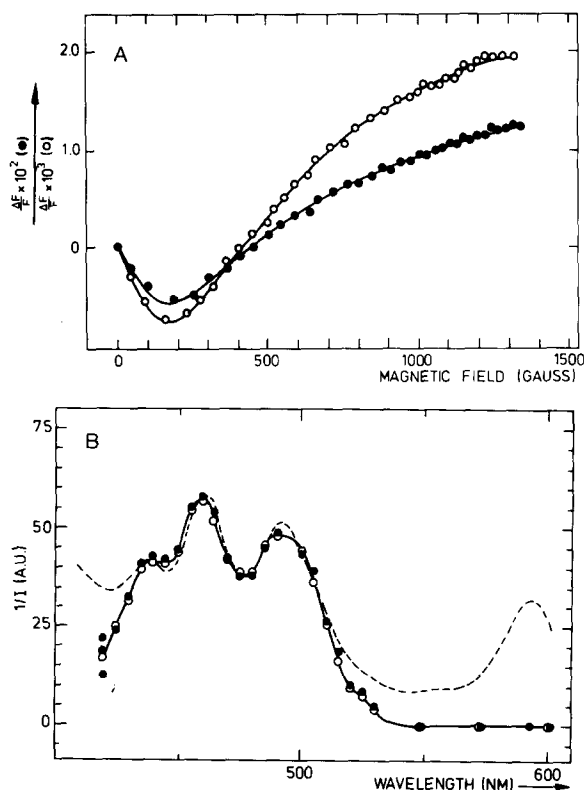 A
2.0
1.0
0
ΔF/F × 10² (●)
ΔF/F × 10³ (○)
0
500
1000
1500
MAGNETIC FIELD (GAUSS)
B
75
50
25
0
1/I (A.U.)
500
600
WAVELENGTH (NM)